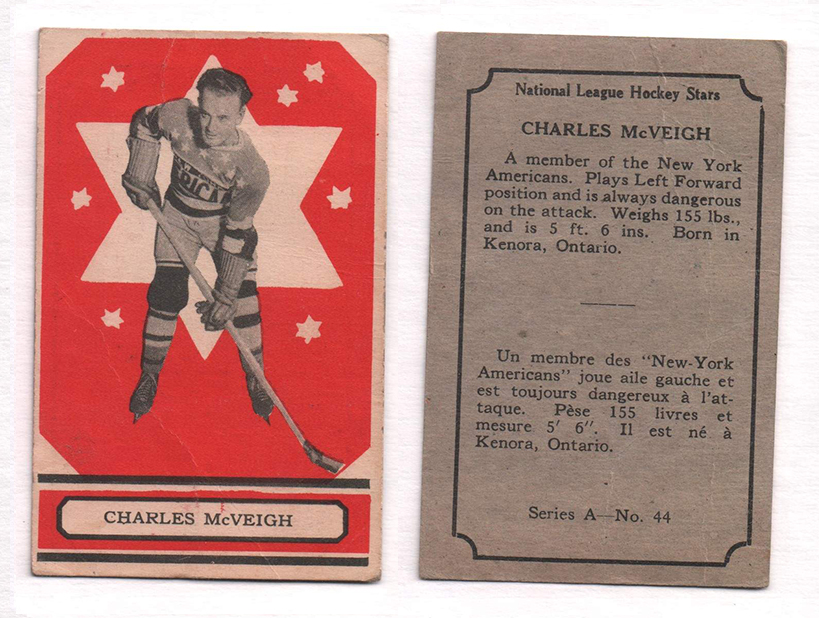 RICA
CHARLES McVEIGH
National League Hockey Stars
CHARLES McVEIGH
A member of the New York
Americans. Plays Left Forward
position and is always dangerous
on the attack. Weighs 155 lbs.,
and is 5 ft. 6 ins. Born in
Kenora, Ontario.
Un membre des "New-York
Americans" joue aile gauche et
est toujours dangereux à l'at-
taque. Pèse 155 livres et
mesure 5′ 6″. Il est né à
Kenora, Ontario.
Series A—No. 44